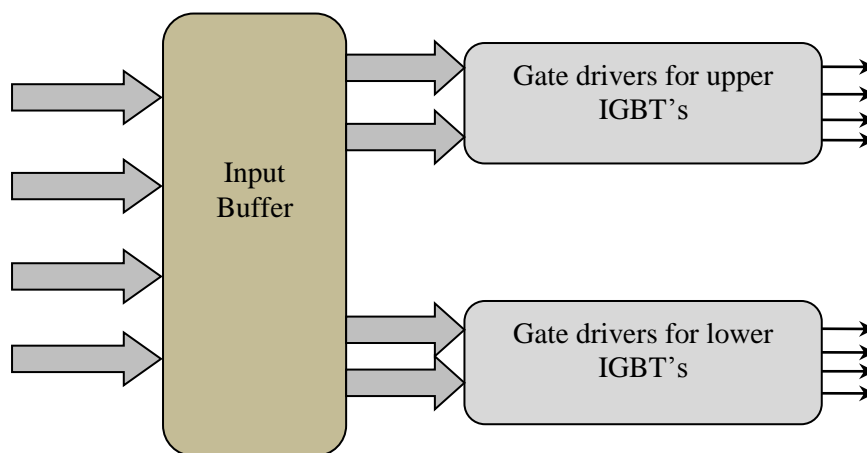 Gate drivers for upper
IGBT’s
Input
Buffer
Gate drivers for lower
IGBT’s